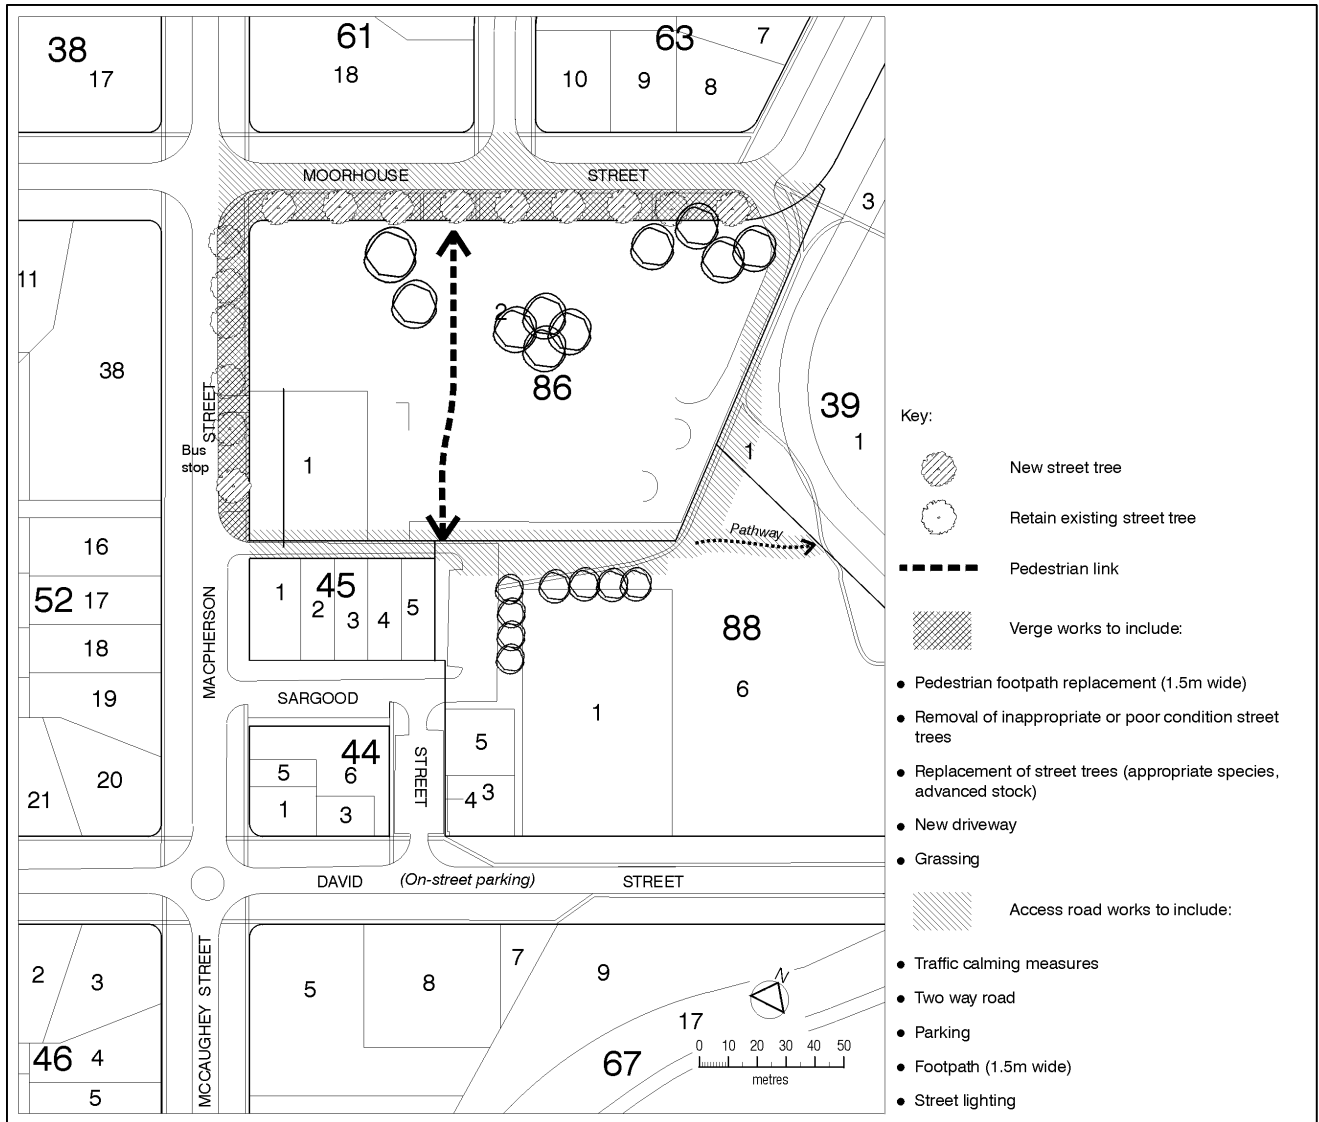 38
17
61
18
63
7
10
9
8
MOORHOUSE STREET
3
11
38
2
86
39
1
STREET
Bus
stop
1
1
Pathway
16
52
17
18
19
20
21
MACPHERSON
45
1
2
3
4
5
88
6
1
SARGOOD
STREET
44
5
6
1
3
5
4
3
DAVID
(On-street parking)
STREET
MCCAUGHEY STREET
2
3
46
4
5
5
8
7
9
17
67
N
0 10 20 30 40 50
metres
Key:
New street tree
Retain existing street tree
Pedestrian link
Verge works to include:
● Pedestrian footpath replacement (1.5m wide)
● Removal of inappropriate or poor condition street
trees
● Replacement of street trees (appropriate species,
advanced stock)
● New driveway
● Grassing
Access road works to include:
● Traffic calming measures
● Two way road
● Parking
● Footpath (1.5m wide)
● Street lighting